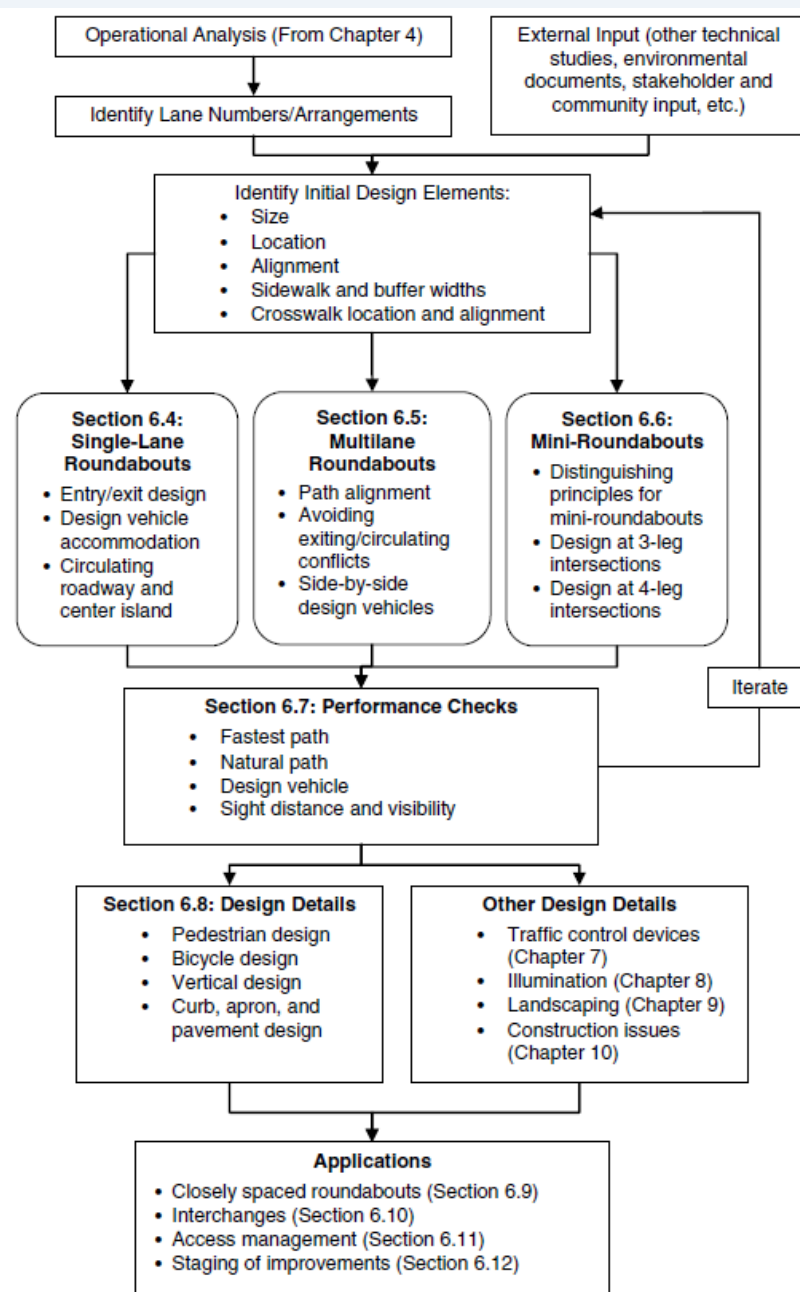 Operational Analysis (From Chapter 4)
External Input (other technical
studies, environmental
documents, stakeholder and
community input, etc.)
Identify Lane Numbers/Arrangements
Identify Initial Design Elements:
• Size
• Location
• Alignment
• Sidewalk and buffer widths
• Crosswalk location and alignment
Section 6.4:
Single-Lane
Roundabouts
• Entry/exit design
• Design vehicle
accommodation
• Circulating
roadway and
center island
Section 6.5:
Multilane
Roundabouts
• Path alignment
• Avoiding
exiting/circulating
conflicts
• Side-by-side
design vehicles
Section 6.6:
Mini-Roundabouts
• Distinguishing
principles for
mini-roundabouts
• Design at 3-leg
intersections
• Design at 4-leg
intersections
Iterate
Section 6.7: Performance Checks
• Fastest path
• Natural path
• Design vehicle
• Sight distance and visibility
Section 6.8: Design Details
• Pedestrian design
• Bicycle design
• Vertical design
• Curb, apron, and
pavement design
Other Design Details
• Traffic control devices
(Chapter 7)
• Illumination (Chapter 8)
• Landscaping (Chapter 9)
• Construction issues
(Chapter 10)
Applications
• Closely spaced roundabouts (Section 6.9)
• Interchanges (Section 6.10)
• Access management (Section 6.11)
• Staging of improvements (Section 6.12)